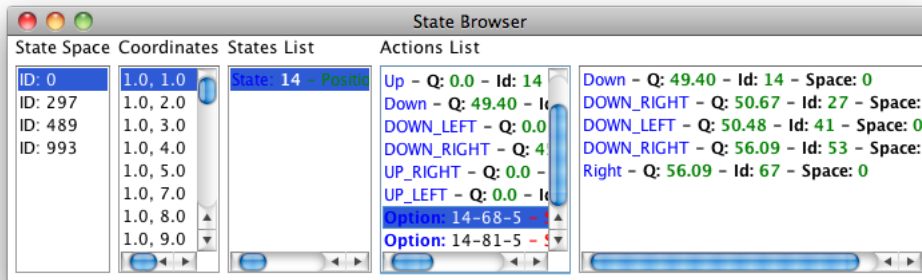 State Browser
State Space Coordinates States List Actions List
ID: 0
ID: 297
ID: 489
ID: 993
1.0, 1.0
1.0, 2.0
1.0, 3.0
1.0, 4.0
1.0, 5.0
1.0, 7.0
1.0, 8.0
1.0, 9.0
State: 14 - Positio
Up - Q: 0.0 - Id: 14
Down - Q: 49.40 - Id
DOWN_LEFT - Q: 0.0
DOWN_RIGHT - Q: 4
UP_RIGHT - Q: 0.0 -
UP_LEFT - Q: 0.0 - Id
Option: 14-68-5 - S
Option: 14-81-5 - S
Down - Q: 49.40 - Id: 14 - Space: 0
DOWN_RIGHT - Q: 50.67 - Id: 27 - Space:
DOWN_LEFT - Q: 50.48 - Id: 41 - Space: 0
DOWN_RIGHT - Q: 56.09 - Id: 53 - Space:
Right - Q: 56.09 - Id: 67 - Space: 0